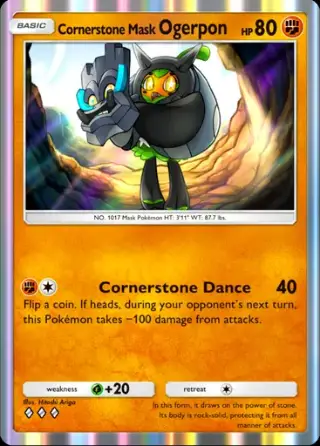 BASIC
Cornerstone Mask Ogerpon HP 80
NO. 1017 Mask Pokémon HT: 3'11" WT: 87.7 lbs.
Cornerstone Dance 40
Flip a coin. If heads, during your opponent's next turn,
this Pokémon takes −100 damage from attacks.
weakness +20 retreat
Illus. Hitoshi Ariga
In this form, it draws on the power of stone.
Its body is rock-solid, protecting it from all
manner of attacks.